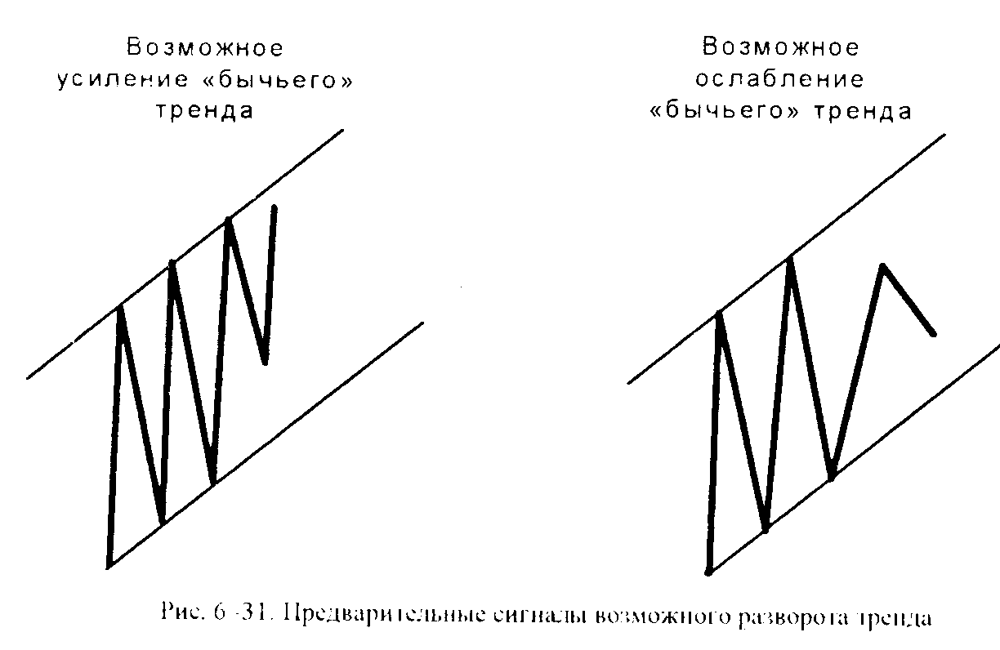 Возможное
усиление «бычьего»
тренда
Возможное
ослабление
«бычьего» тренда
Рис. 6-31. Предварительные сигналы возможного разворота тренда